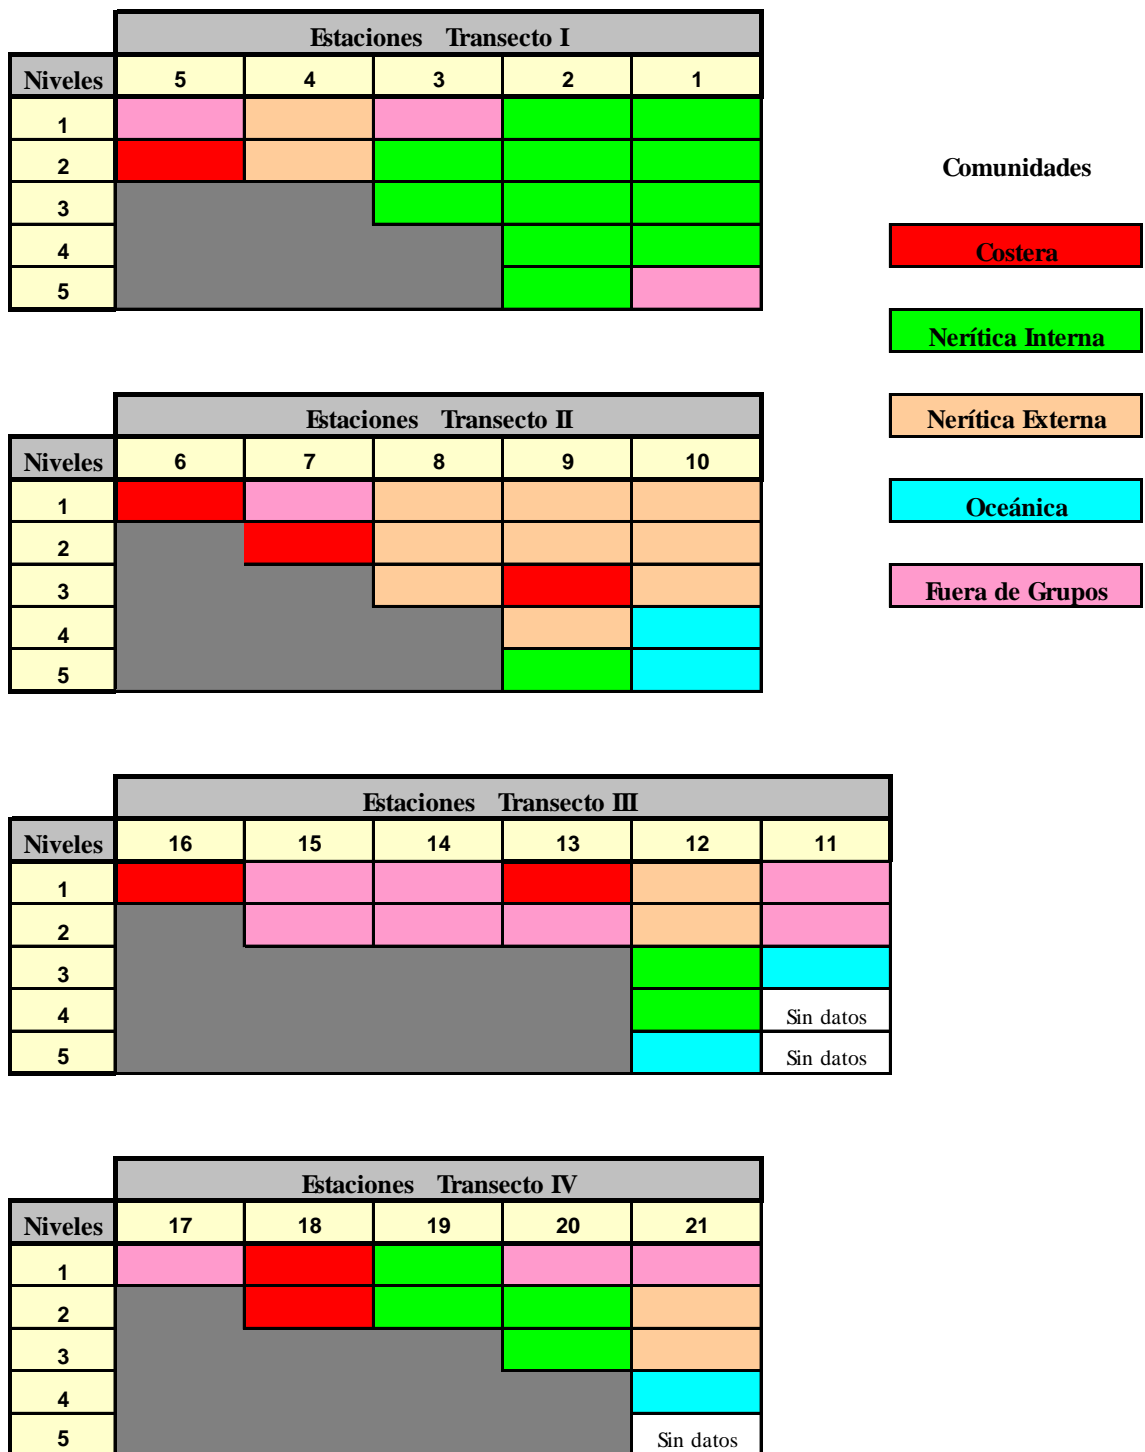 Estaciones Transecto I
Niveles 5 4 3 2 1
1
2
3
4
5
Comunidades
Costera
Nerítica Interna
Nerítica Externa
Oceánica
Fuera de Grupos
Estaciones Transecto II
Niveles 6 7 8 9 10
1
2
3
4
5
Estaciones Transecto III
Niveles 16 15 14 13 12 11
1
2
3
4 Sin datos
5 Sin datos
Estaciones Transecto IV
Niveles 17 18 19 20 21
1
2
3
4
5 Sin datos